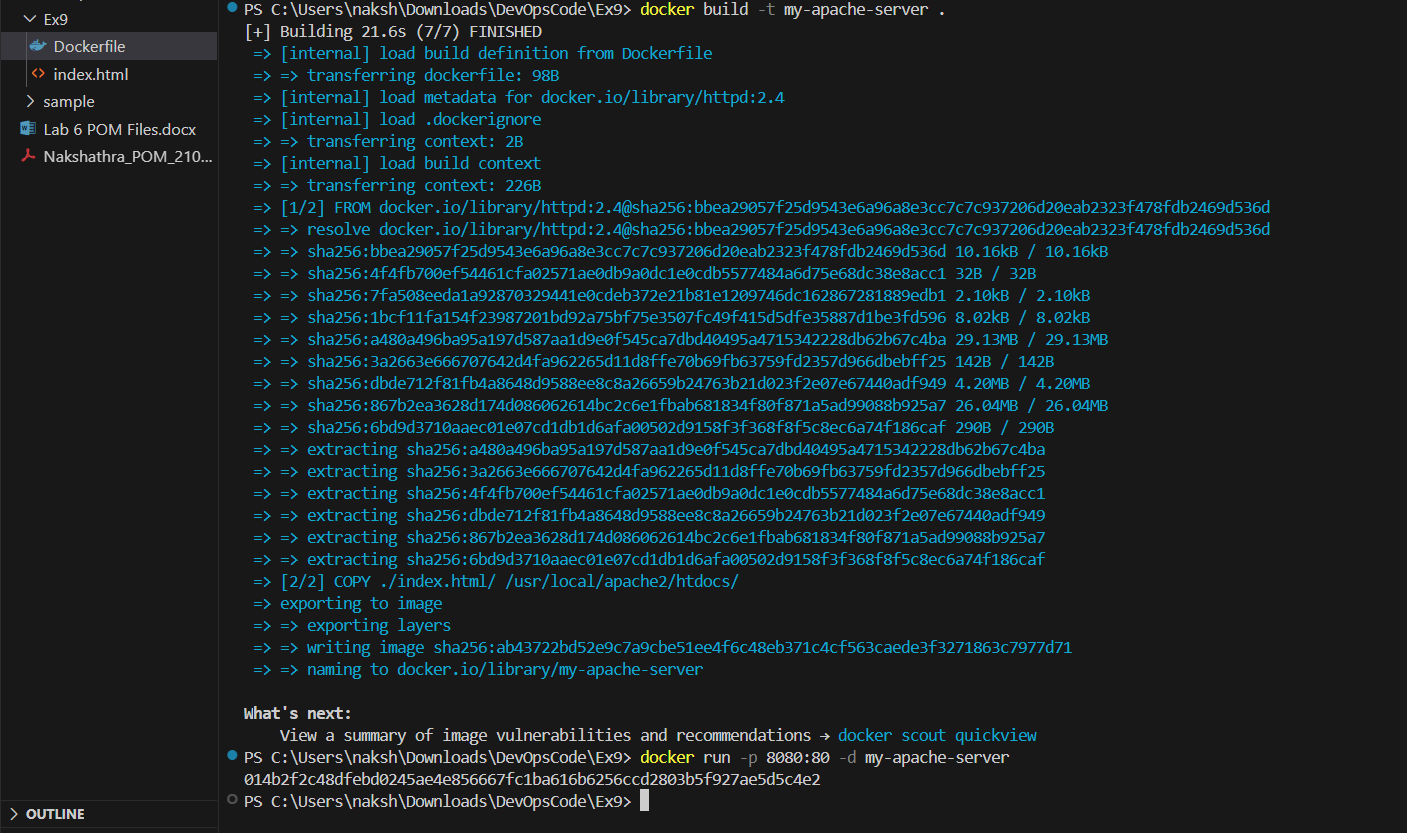 Ex9
Dockerfile
index.html
sample
Lab 6 POM Files.docx
Nakshathra_POM_210...
OUTLINE
PS C:\Users\naksh\Downloads\DevOpsCode\Ex9> docker build -t my-apache-server .
[+] Building 21.6s (7/7) FINISHED
=> [internal] load build definition from Dockerfile
=> => transferring dockerfile: 98B
=> [internal] load metadata for docker.io/library/httpd:2.4
=> [internal] load .dockerignore
=> => transferring context: 2B
=> [internal] load build context
=> => transferring context: 226B
=> [1/2] FROM docker.io/library/httpd:2.4@sha256:bbea29057f25d9543e6a96a8e3cc7c7c937206d20eab2323f478fdb2469d536d
=> => resolve docker.io/library/httpd:2.4@sha256:bbea29057f25d9543e6a96a8e3cc7c7c937206d20eab2323f478fdb2469d536d
=> => sha256:bbea29057f25d9543e6a96a8e3cc7c7c937206d20eab2323f478fdb2469d536d 10.16kB / 10.16kB
=> => sha256:4f4fb700ef54461cfa02571ae0db9a0dc1e0cdb5577484a6d75e68dc38e8acc1 32B / 32B
=> => sha256:7fa508eeda1a92870329441e0cdeb372e21b81e1209746dc162867281889edb1 2.10kB / 2.10kB
=> => sha256:1bcf11fa154f23987201bd92a75bf75e3507fc49f415d5dfe35887d1be3fd596 8.02kB / 8.02kB
=> => sha256:a480a496ba95a197d587aa1d9e0f545ca7dbd40495a4715342228db62b67c4ba 29.13MB / 29.13MB
=> => sha256:3a2663e666707642d4fa962265d11d8ffe70b69fb63759fd2357d966dbebff25 142B / 142B
=> => sha256:dbde712f81fb4a8648d9588ee8c8a26659b24763b21d023f2e07e67440adf949 4.20MB / 4.20MB
=> => sha256:867b2ea3628d174d086062614bc2c6e1fbab681834f80f871a5ad99088b925a7 26.04MB / 26.04MB
=> => sha256:6bd9d3710aaec01e07cd1db1d6afa00502d9158f3f368f8f5c8ec6a74f186caf 290B / 290B
=> => extracting sha256:a480a496ba95a197d587aa1d9e0f545ca7dbd40495a4715342228db62b67c4ba
=> => extracting sha256:3a2663e666707642d4fa962265d11d8ffe70b69fb63759fd2357d966dbebff25
=> => extracting sha256:4f4fb700ef54461cfa02571ae0db9a0dc1e0cdb5577484a6d75e68dc38e8acc1
=> => extracting sha256:dbde712f81fb4a8648d9588ee8c8a26659b24763b21d023f2e07e67440adf949
=> => extracting sha256:867b2ea3628d174d086062614bc2c6e1fbab681834f80f871a5ad99088b925a7
=> => extracting sha256:6bd9d3710aaec01e07cd1db1d6afa00502d9158f3f368f8f5c8ec6a74f186caf
=> [2/2] COPY ./index.html/ /usr/local/apache2/htdocs/
=> exporting to image
=> => exporting layers
=> => writing image sha256:ab43722bd52e9c7a9cbe51ee4f6c48eb371c4cf563caede3f3271863c7977d71
=> => naming to docker.io/library/my-apache-server
What's next:
View a summary of image vulnerabilities and recommendations → docker scout quickview
PS C:\Users\naksh\Downloads\DevOpsCode\Ex9> docker run -p 8080:80 -d my-apache-server
014b2f2c48dfebd0245ae4e856667fc1ba616b6256ccd2803b5f927ae5d5c4e2
PS C:\Users\naksh\Downloads\DevOpsCode\Ex9>